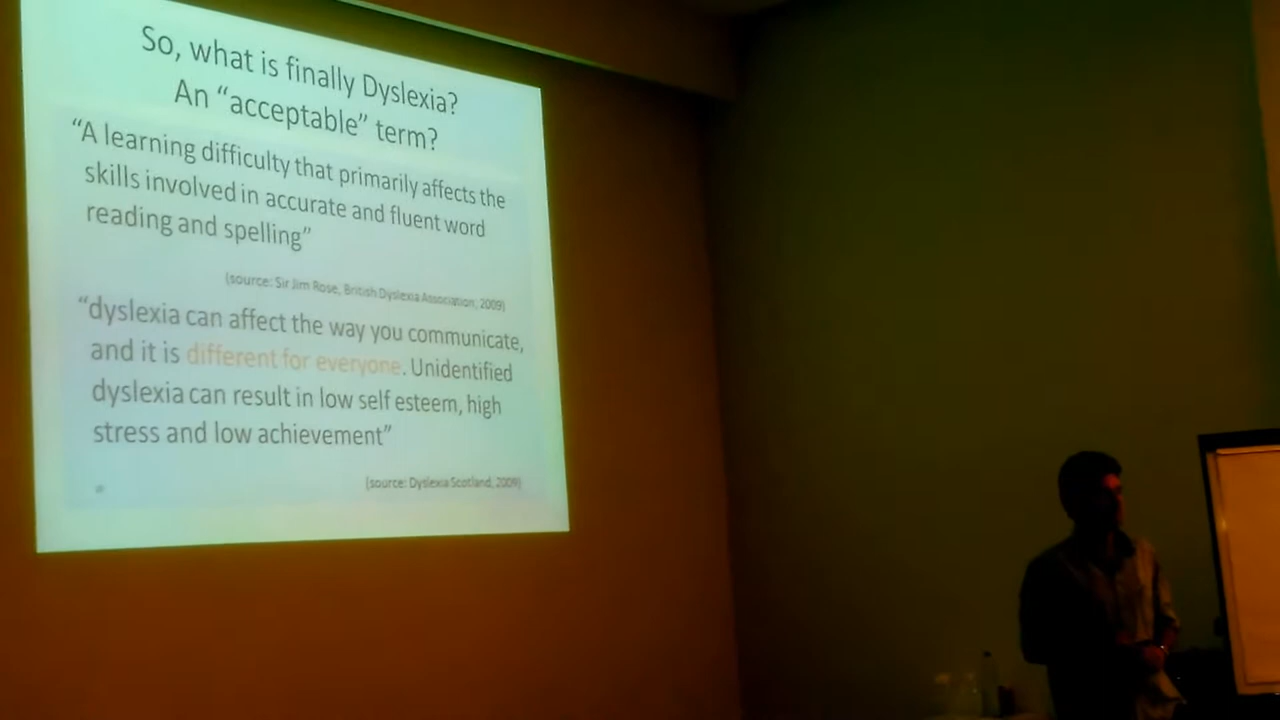 So, what is finally Dyslexia?
An “acceptable” term?
“A learning difficulty that primarily affects the
skills involved in accurate and fluent word
reading and spelling”
(source: Sir Jim Rose, British Dyslexia Association, 2009)
“dyslexia can affect the way you communicate,
and it is different for everyone. Unidentified
dyslexia can result in low self esteem, high
stress and low achievement”
(source: Dyslexia Scotland, 2009)